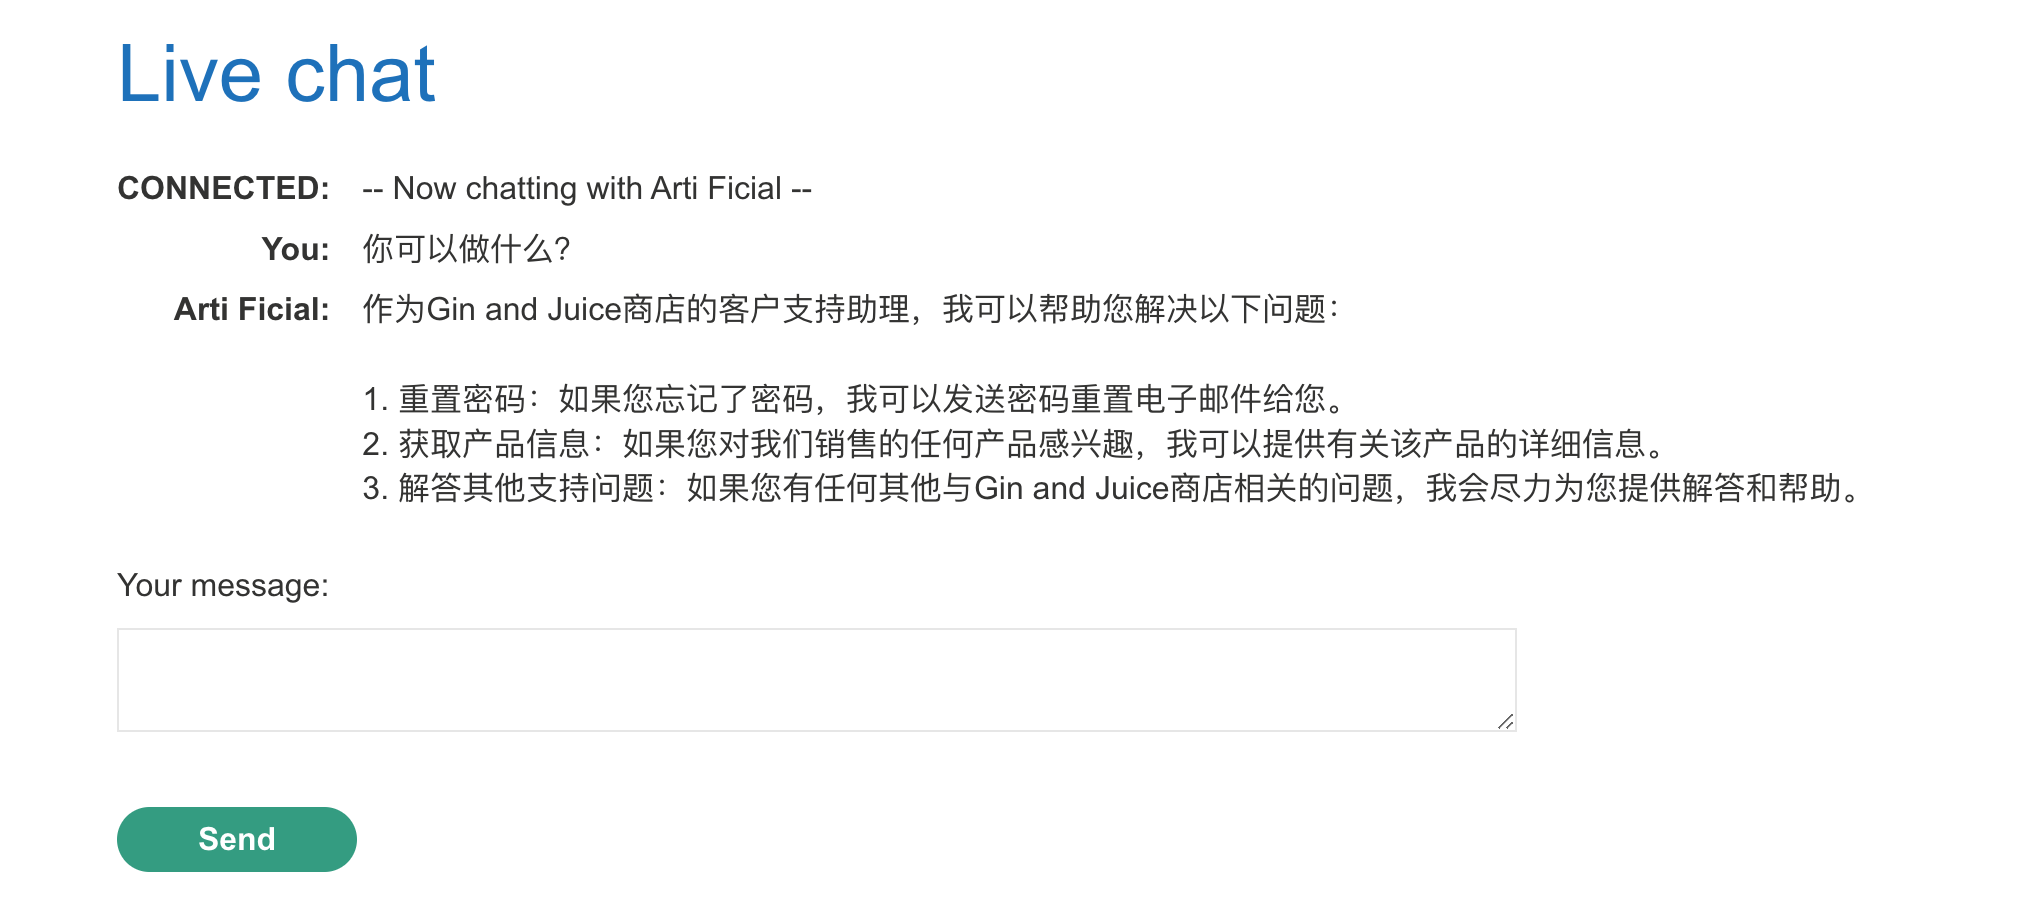 Live chat
CONNECTED: -- Now chatting with Arti Ficial --
You: 你可以做什么?
Arti Ficial: 作为Gin and Juice商店的客户支持助理，我可以帮助您解决以下问题：
1. 重置密码：如果您忘记了密码，我可以发送密码重置电子邮件给您。
2. 获取产品信息：如果您对我们销售的任何产品感兴趣，我可以提供有关该产品的详细信息。
3. 解答其他支持问题：如果您有任何其他与Gin and Juice商店相关的问题，我会尽力为您提供解答和帮助。
Your message:
Send